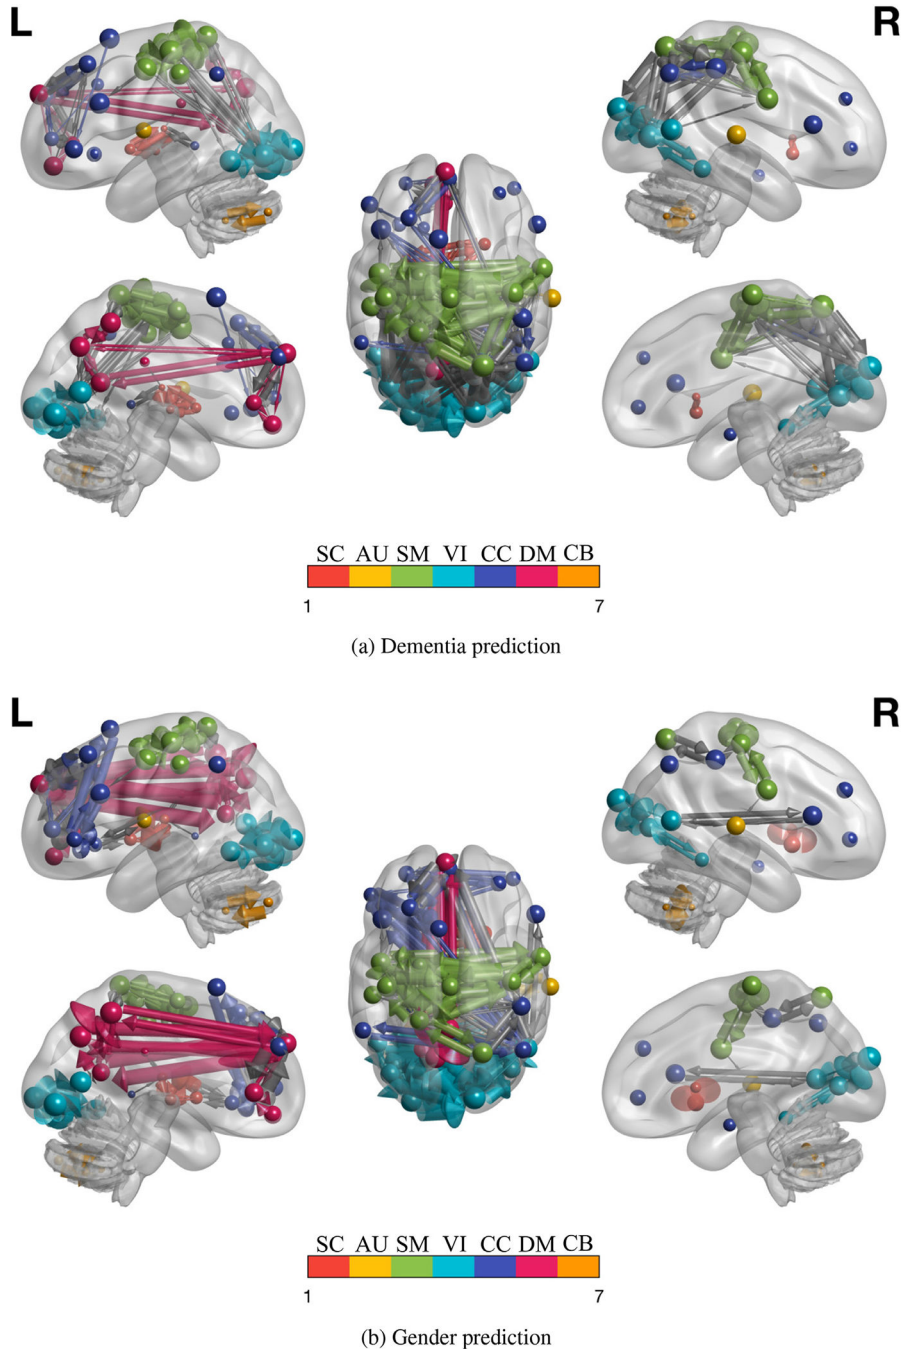 L R
SC AU SM VI CC DM CB
1 7
(a) Dementia prediction
L R
SC AU SM VI CC DM CB
1 7
(b) Gender prediction